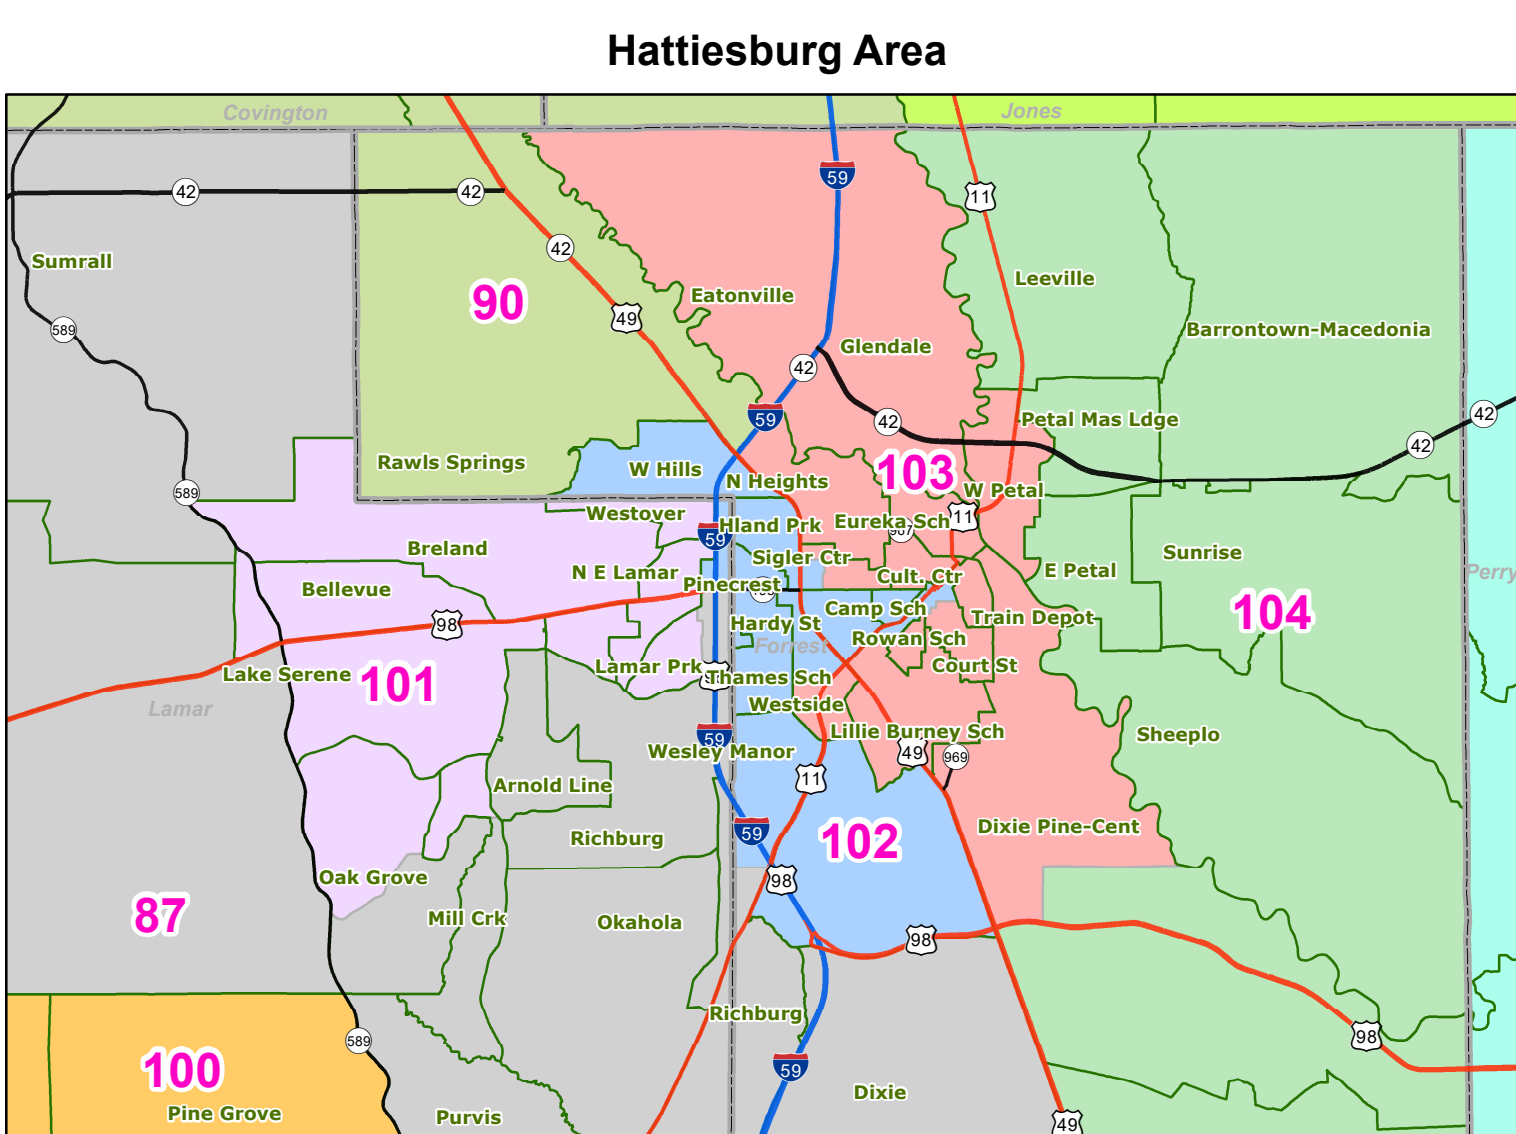 Hattiesburg Area
Covington
Jones
59
42
42
11
42
Sumrall
Leeville
Eatonville
90
49
589
Barrontown-Macedonia
Glendale
42
59
42
42
42
Petal Mas Ldge
Rawls Springs
W Hills
103
N Heights
589
W Petal
Westover
11
Hland Prk
Eureka Sch
59
Breland
Sigler Ctr
Sunrise
N E Lamar
Cult. Ctr
E Petal
Perry
Bellevue
Pinecrest
Camp Sch
104
98
Hardy St
Train Depot
Rowan Sch
Forrest
Lamar Prk
Court St
Lake Serene
101
Thames Sch
Westside
Lamar
Lillie Burney Sch
Sheeplo
59
Wesley Manor
49
969
11
Arnold Line
Dixie Pine-Cent
59
Richburg
102
Oak Grove
98
87
Mill Crk
Okahola
98
Richburg
98
589
100
59
Dixie
Pine Grove
Purvis
49